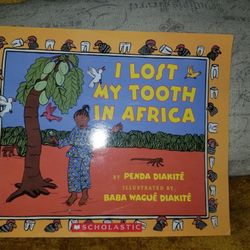 I LOST
MY TOOTH
IN AFRICA
BY PENDA DIAKITÉ
ILLUSTRATED BY
BABA WAGUÉ DIAKITÉ
SCHOLASTIC